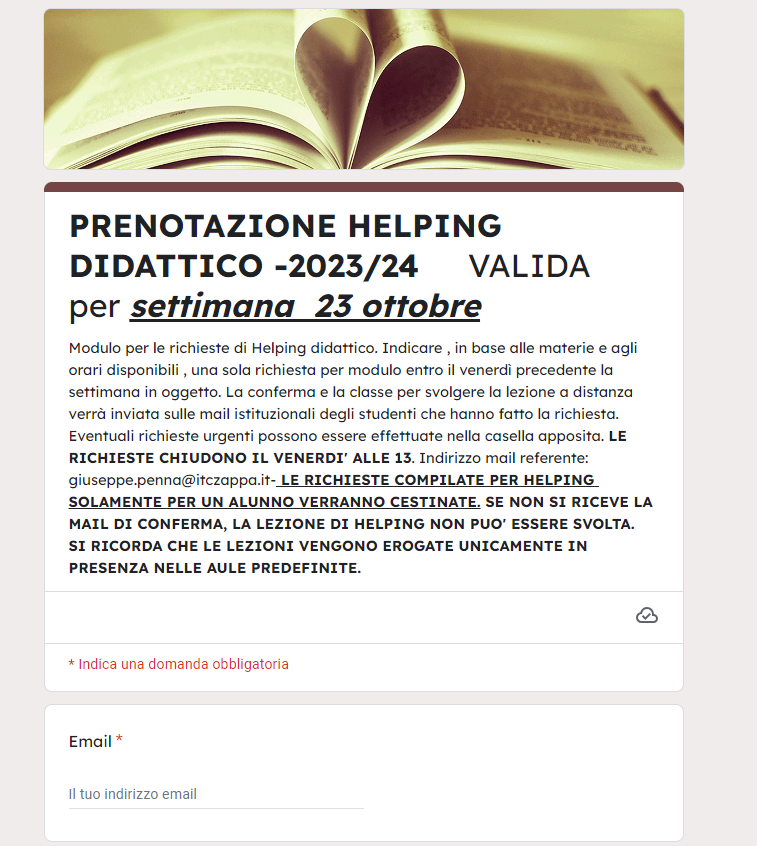 PRENOTAZIONE HELPING
DIDATTICO -2023/24 VALIDA
per settimana 23 ottobre
Modulo per le richieste di Helping didattico. Indicare , in base alle materie e agli
orari disponibili , una sola richiesta per modulo entro il venerdì precedente la
settimana in oggetto. La conferma e la classe per svolgere la lezione a distanza
verrà inviata sulle mail istituzionali degli studenti che hanno fatto la richiesta.
Eventuali richieste urgenti possono essere effettuate nella casella apposita. LE
RICHIESTE CHIUDONO IL VENERDI' ALLE 13. Indirizzo mail referente:
giuseppe.penna@itczappa.it- LE RICHIESTE COMPILATE PER HELPING
SOLAMENTE PER UN ALUNNO VERRANNO CESTINATE. SE NON SI RICEVE LA
MAIL DI CONFERMA, LA LEZIONE DI HELPING NON PUO' ESSERE SVOLTA.
SI RICORDA CHE LE LEZIONI VENGONO EROGATE UNICAMENTE IN
PRESENZA NELLE AULE PREDEFINITE.
* Indica una domanda obbligatoria
Email *
Il tuo indirizzo email